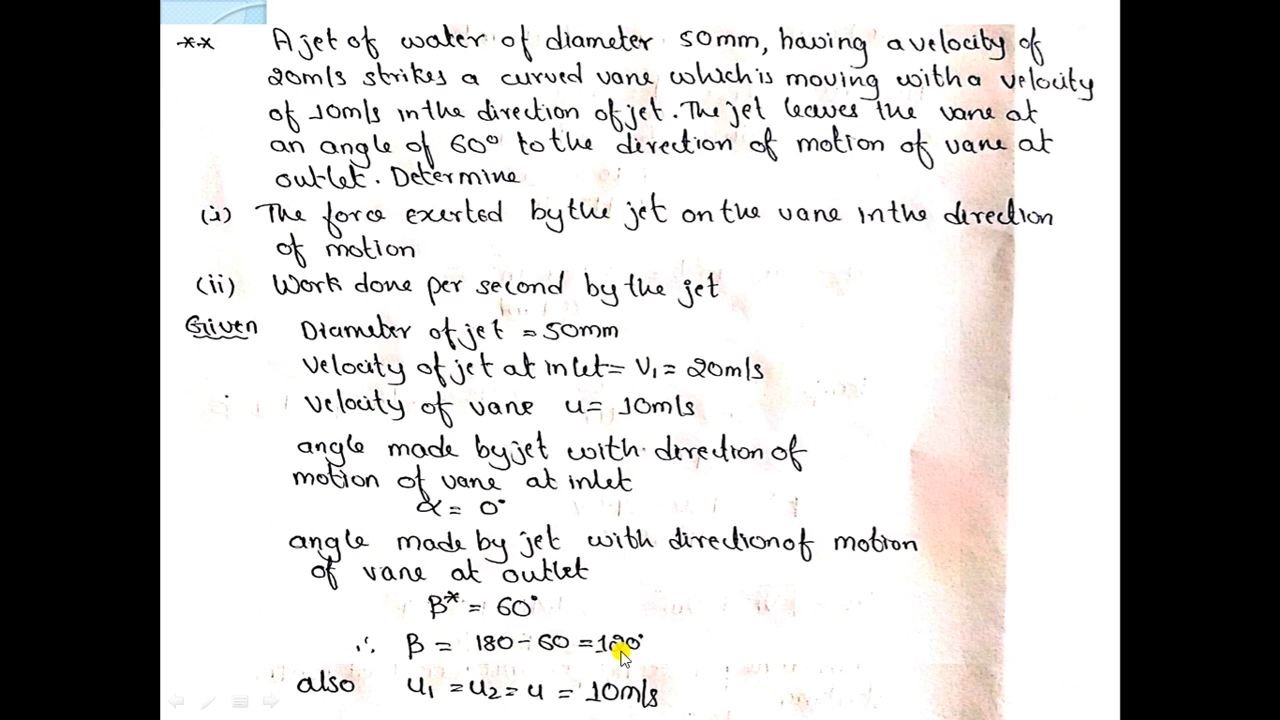 ** A jet of water of diameter 50mm, having a velocity of
20m/s strikes a curved vane which is moving with a velocity
of 10m/s in the direction of jet. The jet leaves the vane at
an angle of 60° to the direction of motion of vane at
outlet. Determine
(i) The force exerted by the jet on the vane in the direction
of motion
(ii) Work done per second by the jet
Given Diameter of jet = 50mm
Velocity of jet at inlet = V₁ = 20m/s
Velocity of vane u = 10m/s
angle made by jet with direction of
motion of vane at inlet
α = 0°
angle made by jet with direction of motion
of vane at outlet
β* = 60°
∴ β = 180 - 60 = 120°
also u₁ = u₂ = u = 10m/s